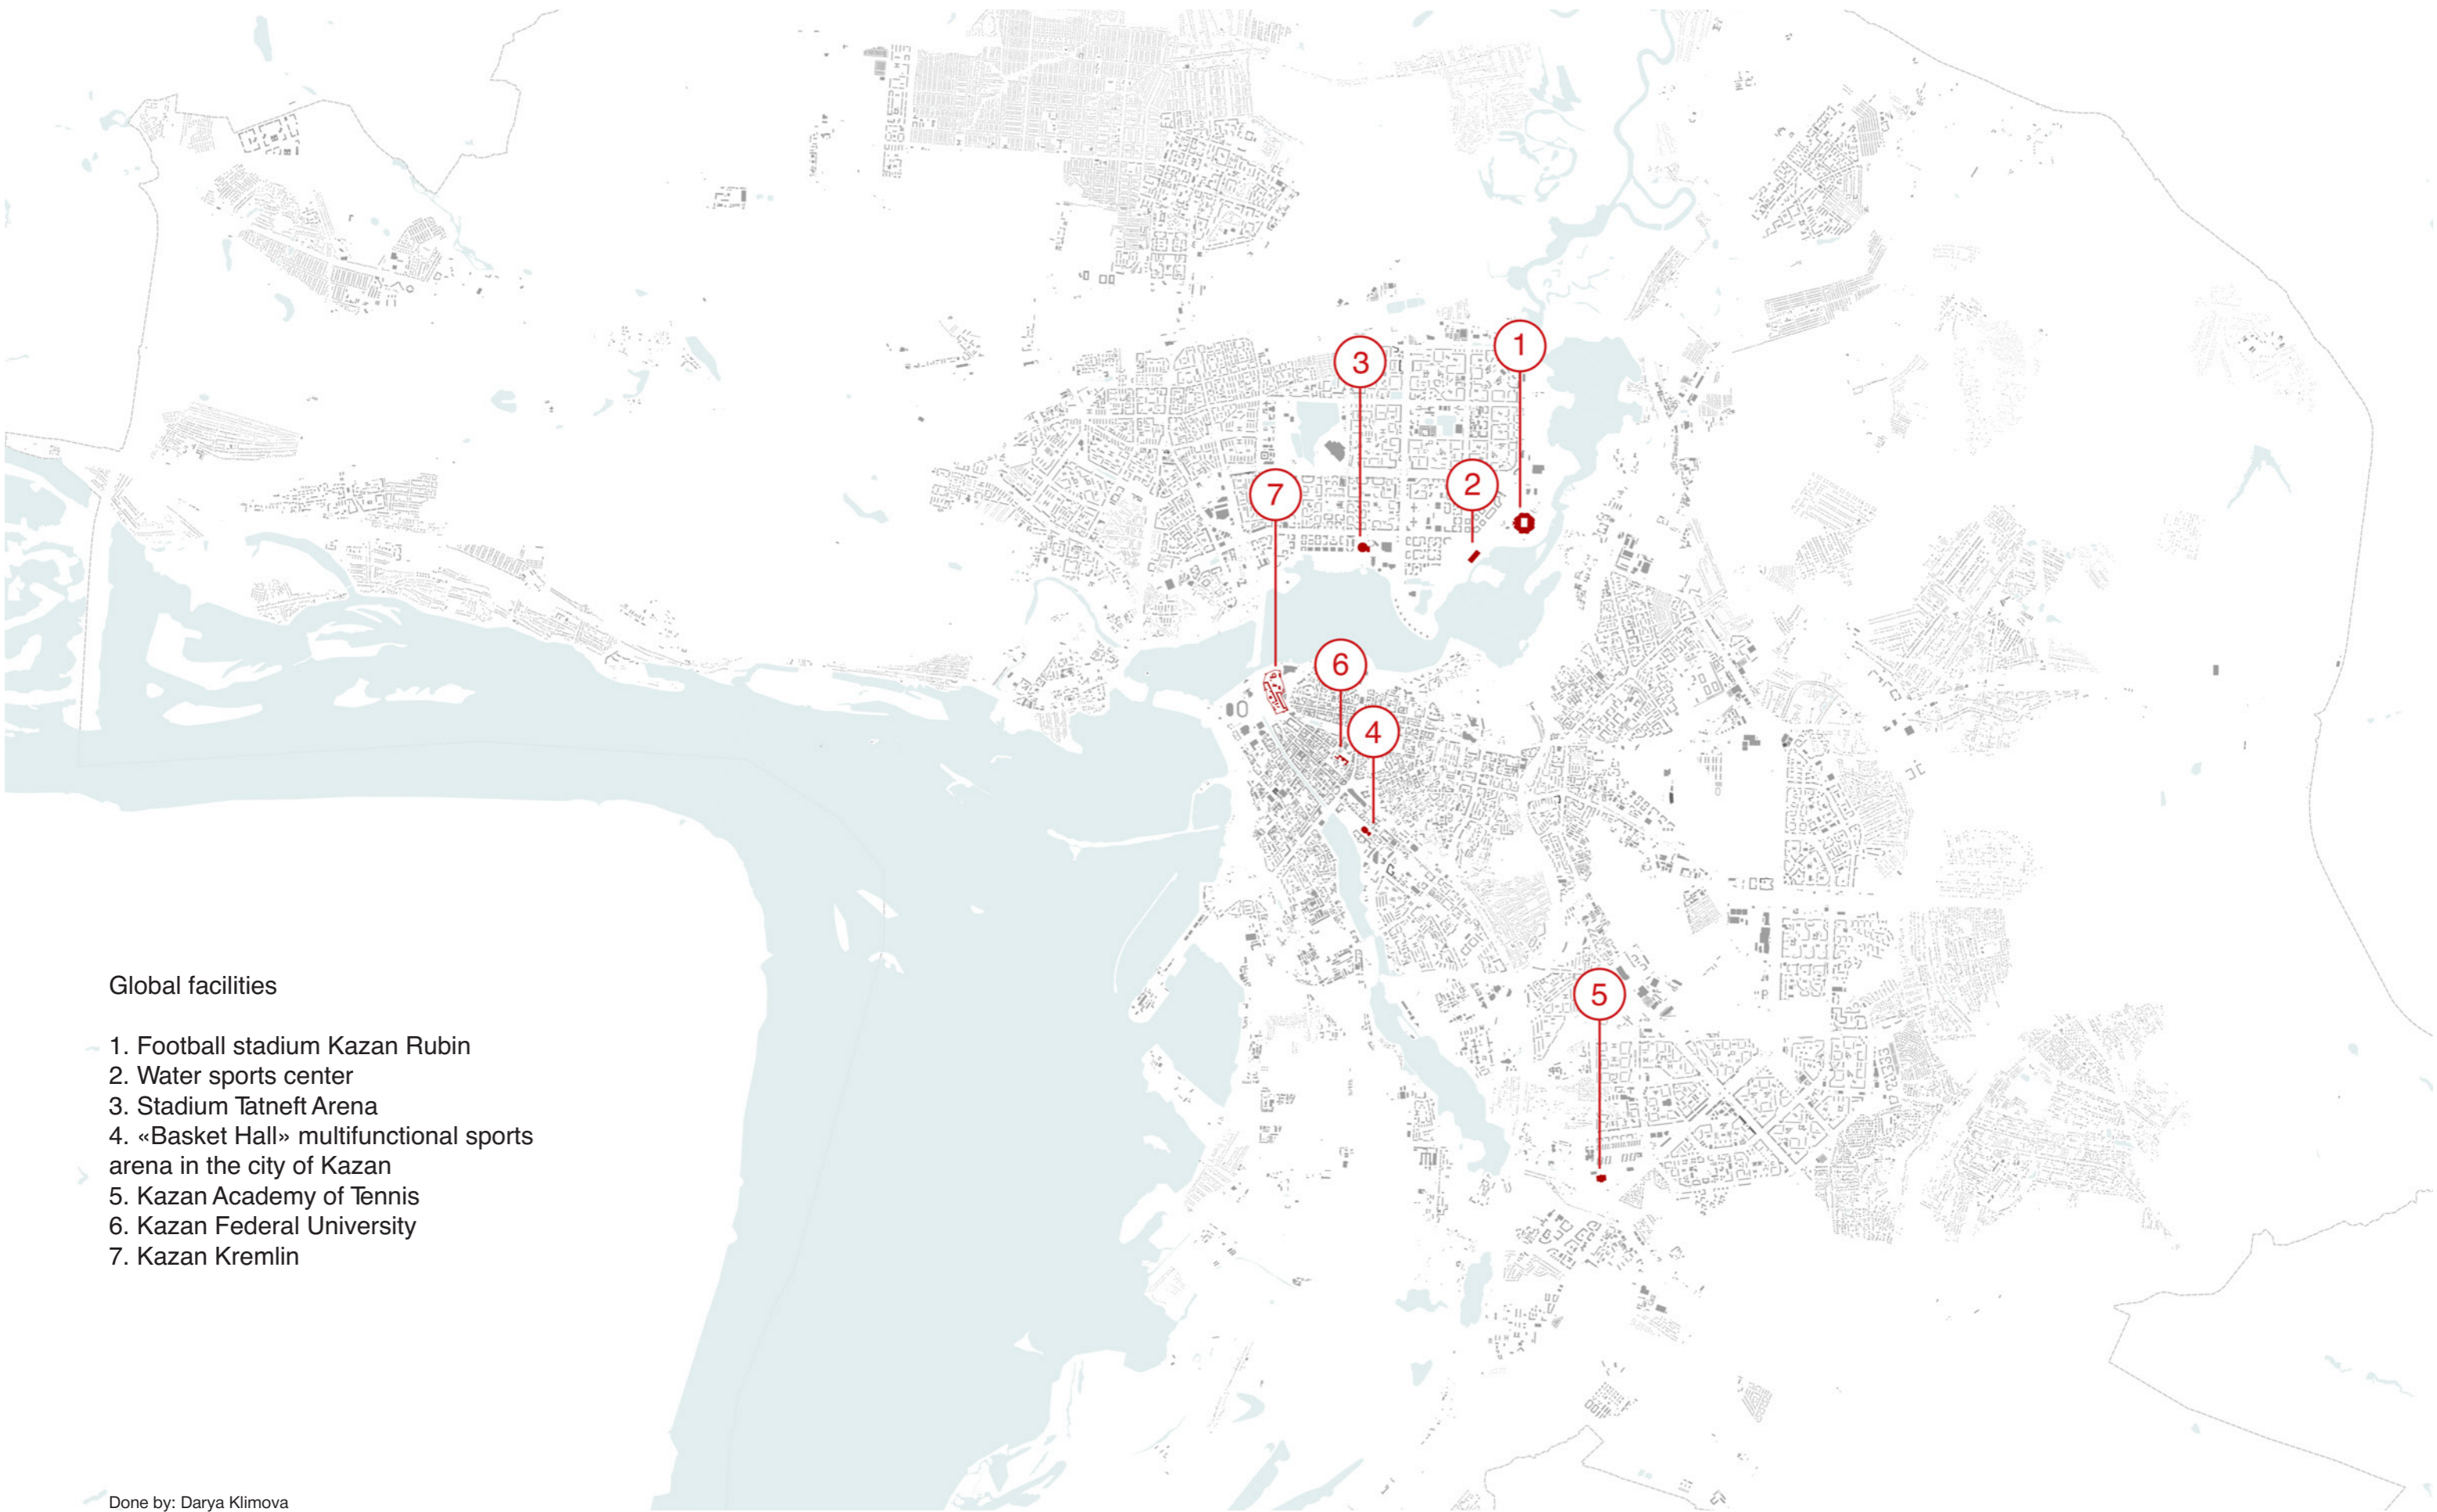 1
3
2
7
6
4
5
Global facilities
1. Football stadium Kazan Rubin
2. Water sports center
3. Stadium Tatneft Arena
4. «Basket Hall» multifunctional sports
arena in the city of Kazan
5. Kazan Academy of Tennis
6. Kazan Federal University
7. Kazan Kremlin
Done by: Darya Klimova